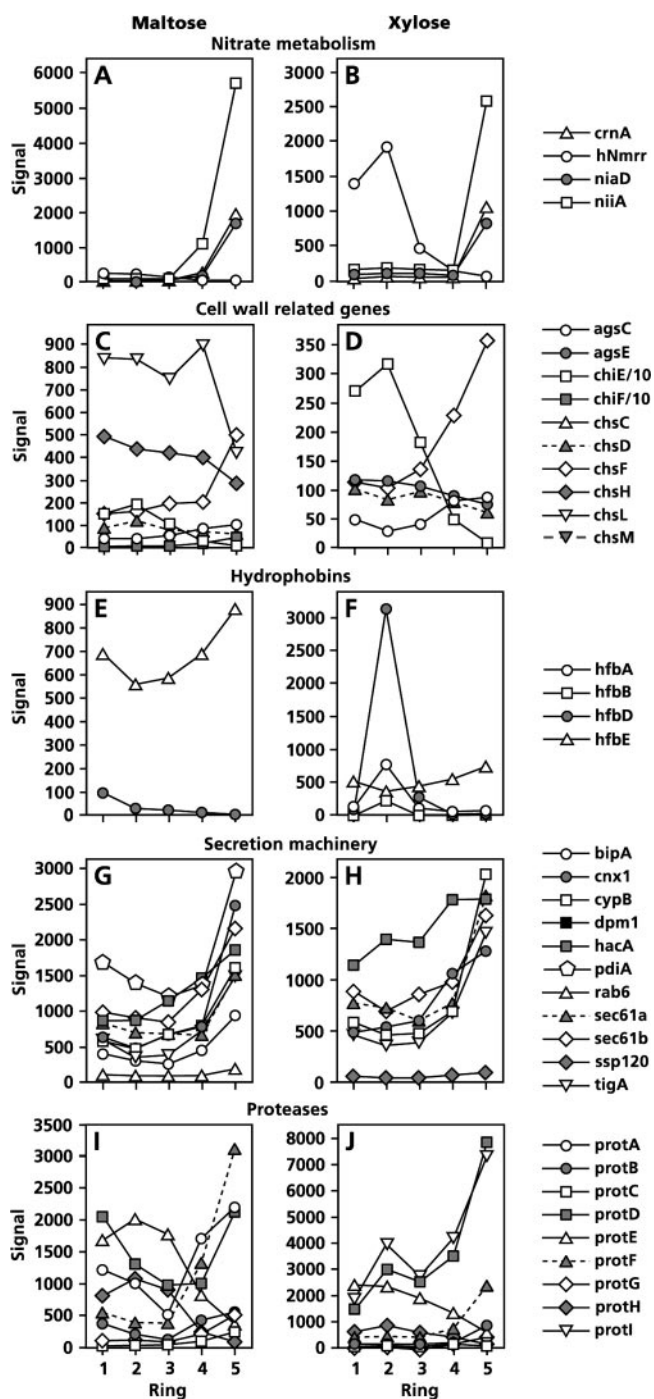 Maltose Xylose
Nitrate metabolism
A
6000
5000
4000
3000
2000
1000
0
Signal
B
3000
2500
2000
1500
1000
500
0
crnA
hNmrr
niaD
niiA
Cell wall related genes
C
900
800
700
600
500
400
300
200
100
0
Signal
D
350
300
250
200
150
100
50
0
agsC
agsE
chiE/10
chiF/10
chsC
chsD
chsF
chsH
chsL
chsM
Hydrophobins
E
900
800
700
600
500
400
300
200
100
0
Signal
F
3000
2500
2000
1500
1000
500
0
hfbA
hfbB
hfbD
hfbE
Secretion machinery
G
3000
2500
2000
1500
1000
500
0
Signal
H
2000
1500
1000
500
0
bipA
cnx1
cypB
dpm1
hacA
pdiA
rab6
sec61a
sec61b
ssp120
tigA
Proteases
I
3500
3000
2500
2000
1500
1000
500
0
Signal
1 2 3 4 5
Ring
J
8000
7000
6000
5000
4000
3000
2000
1000
0
1 2 3 4 5
Ring
protA
protB
protC
protD
protE
protF
protG
protH
protI